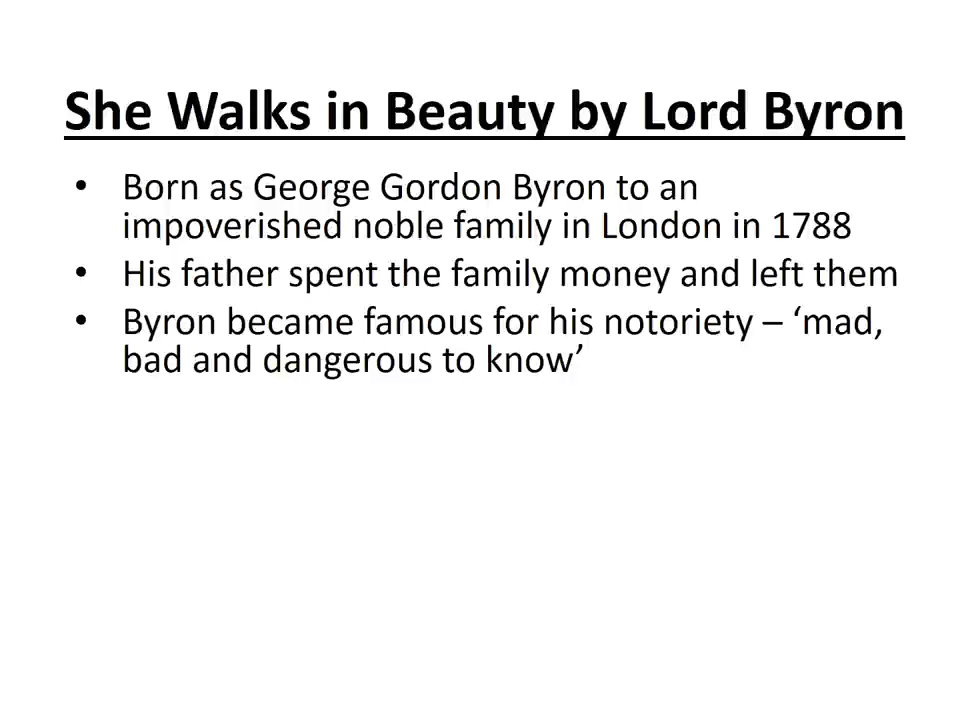 She Walks in Beauty by Lord Byron
• Born as George Gordon Byron to an
impoverished noble family in London in 1788
• His father spent the family money and left them
• Byron became famous for his notoriety – ‘mad,
bad and dangerous to know’